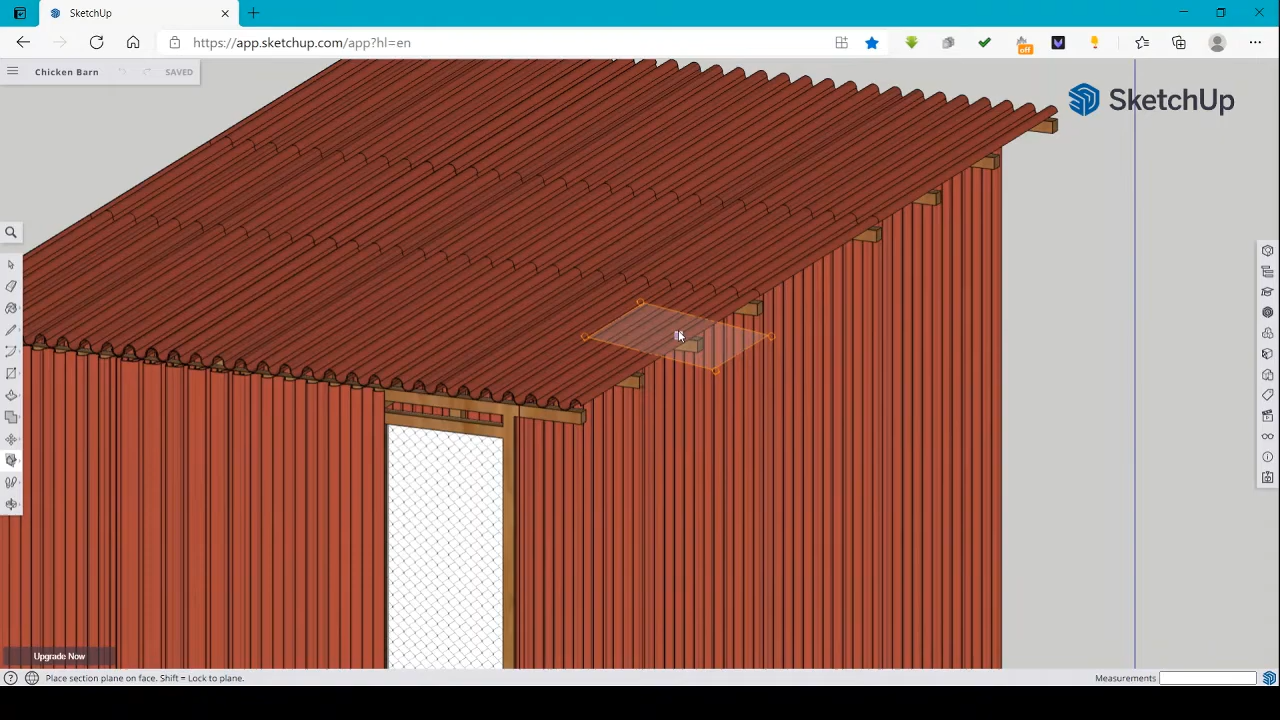 SketchUp
https://app.sketchup.com/app?hl=en
off
Chicken Barn
SAVED
SketchUp
Upgrade Now
Place section plane on face. Shift = Lock to plane.
Measurements